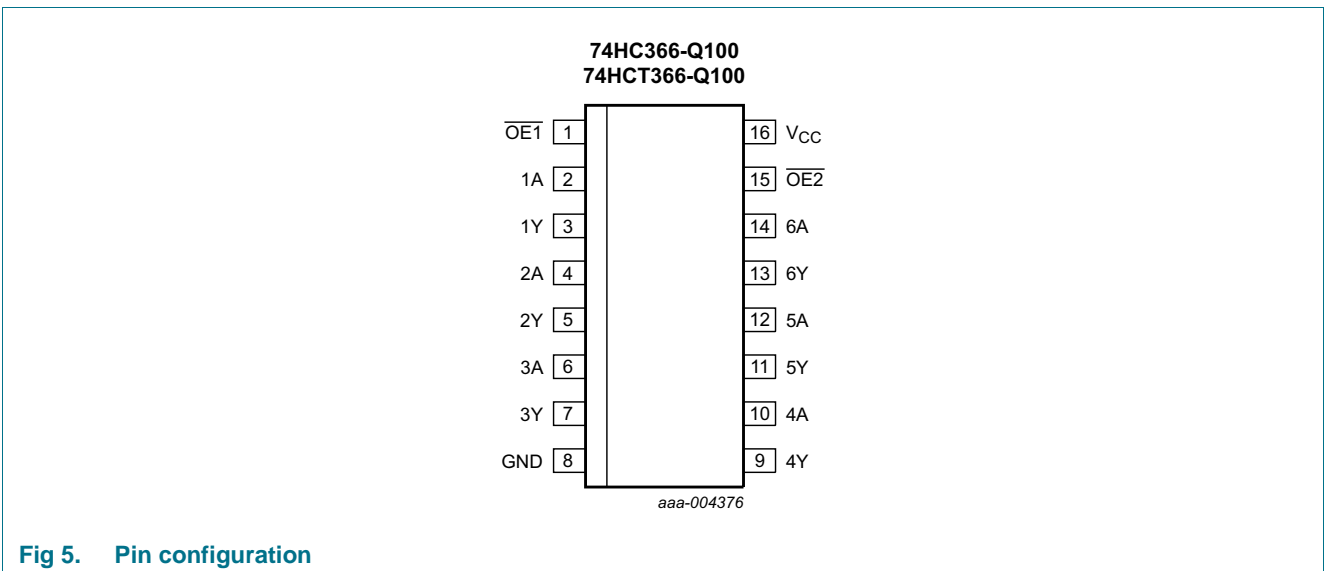 74HC366-Q100
74HCT366-Q100
OE1 1 16 VCC
1A 2 15 OE2
1Y 3 14 6A
2A 4 13 6Y
2Y 5 12 5A
3A 6 11 5Y
3Y 7 10 4A
GND 8 9 4Y
aaa-004376
Fig 5. Pin configuration